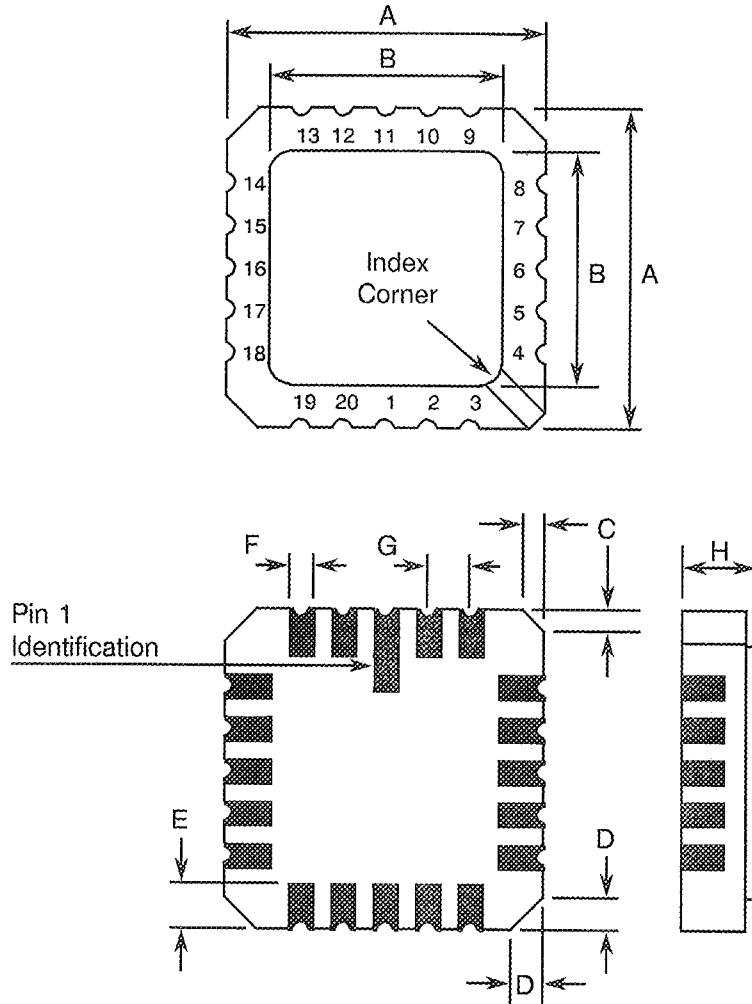 A
B
13 12 11 10 9
14 8
15 7
16 6
17 5
18 4
Index
Corner
B A
19 20 1 2 3
C
F G H
Pin 1
Identification
E
D
D